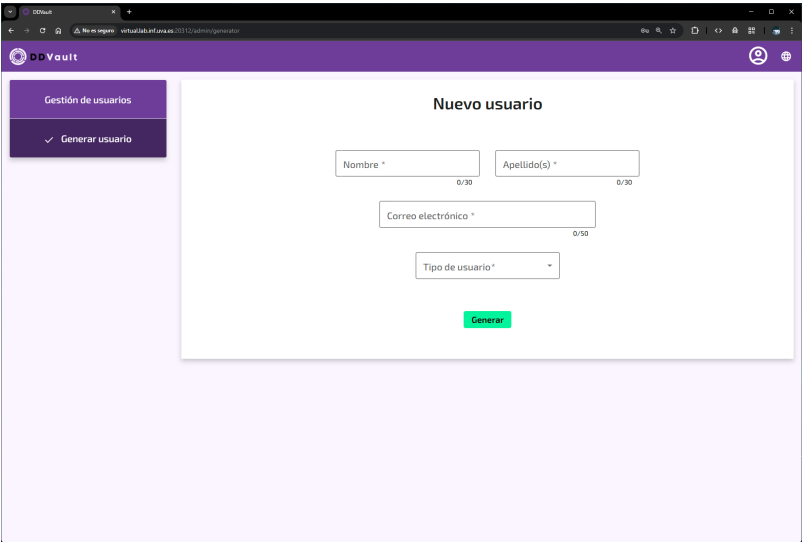 DDVault
No es seguro virtual.lab.inf.uva.es:20312/admin/generator
DDVault
Gestión de usuarios
Generar usuario
Nuevo usuario
Nombre * Apellido(s) *
0/30 0/30
Correo electrónico *
0/50
Tipo de usuario*
Generar